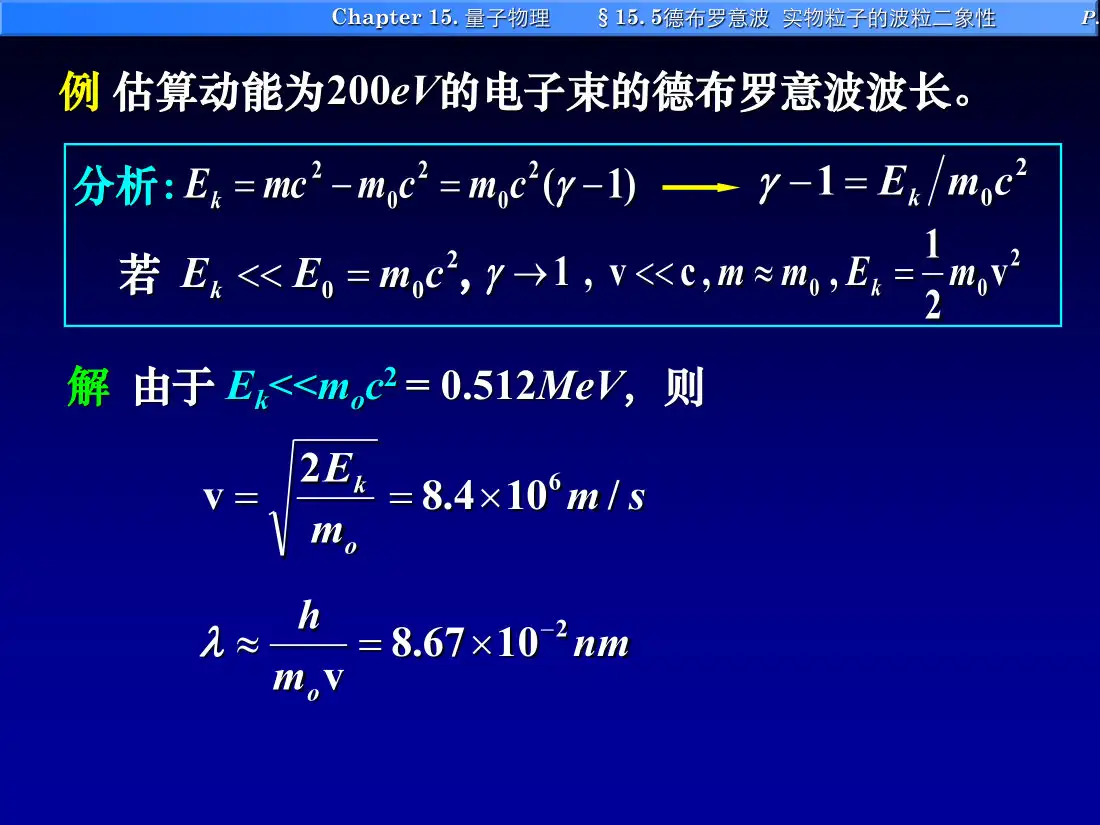 Chapter 15. 量子物理 §15. 5德布罗意波 实物粒子的波粒二象性 P.
例 估算动能为200eV的电子束的德布罗意波波长。
分析: E_k = mc^2 − m_0c^2 = m_0c^2(γ − 1) → γ − 1 = E_k/m_0c^2
若 E_k << E_0 = m_0c^2, γ → 1 , v << c , m ≈ m_0 , E_k = \frac{1}{2} m_0v^2
解 由于 E_k<<m_oc^2 = 0.512MeV, 则
v = \sqrt{\frac{2E_k}{m_o}} = 8.4 × 10^6 m / s
λ ≈ \frac{h}{m_o v} = 8.67 × 10^{−2} nm